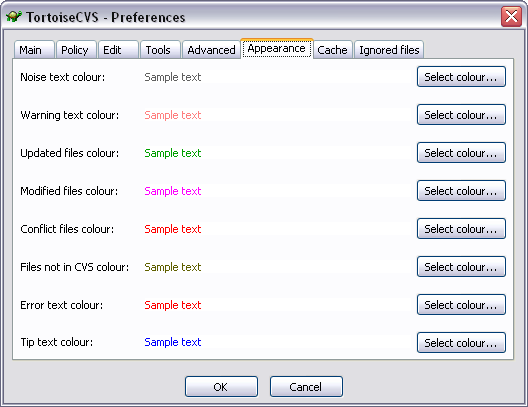 TortoiseCVS - Preferences
Main Policy Edit Tools Advanced Appearance Cache Ignored files
Noise text colour: Sample text Select colour...
Warning text colour: Sample text Select colour...
Updated files colour: Sample text Select colour...
Modified files colour: Sample text Select colour...
Conflict files colour: Sample text Select colour...
Files not in CVS colour: Sample text Select colour...
Error text colour: Sample text Select colour...
Tip text colour: Sample text Select colour...
OK Cancel